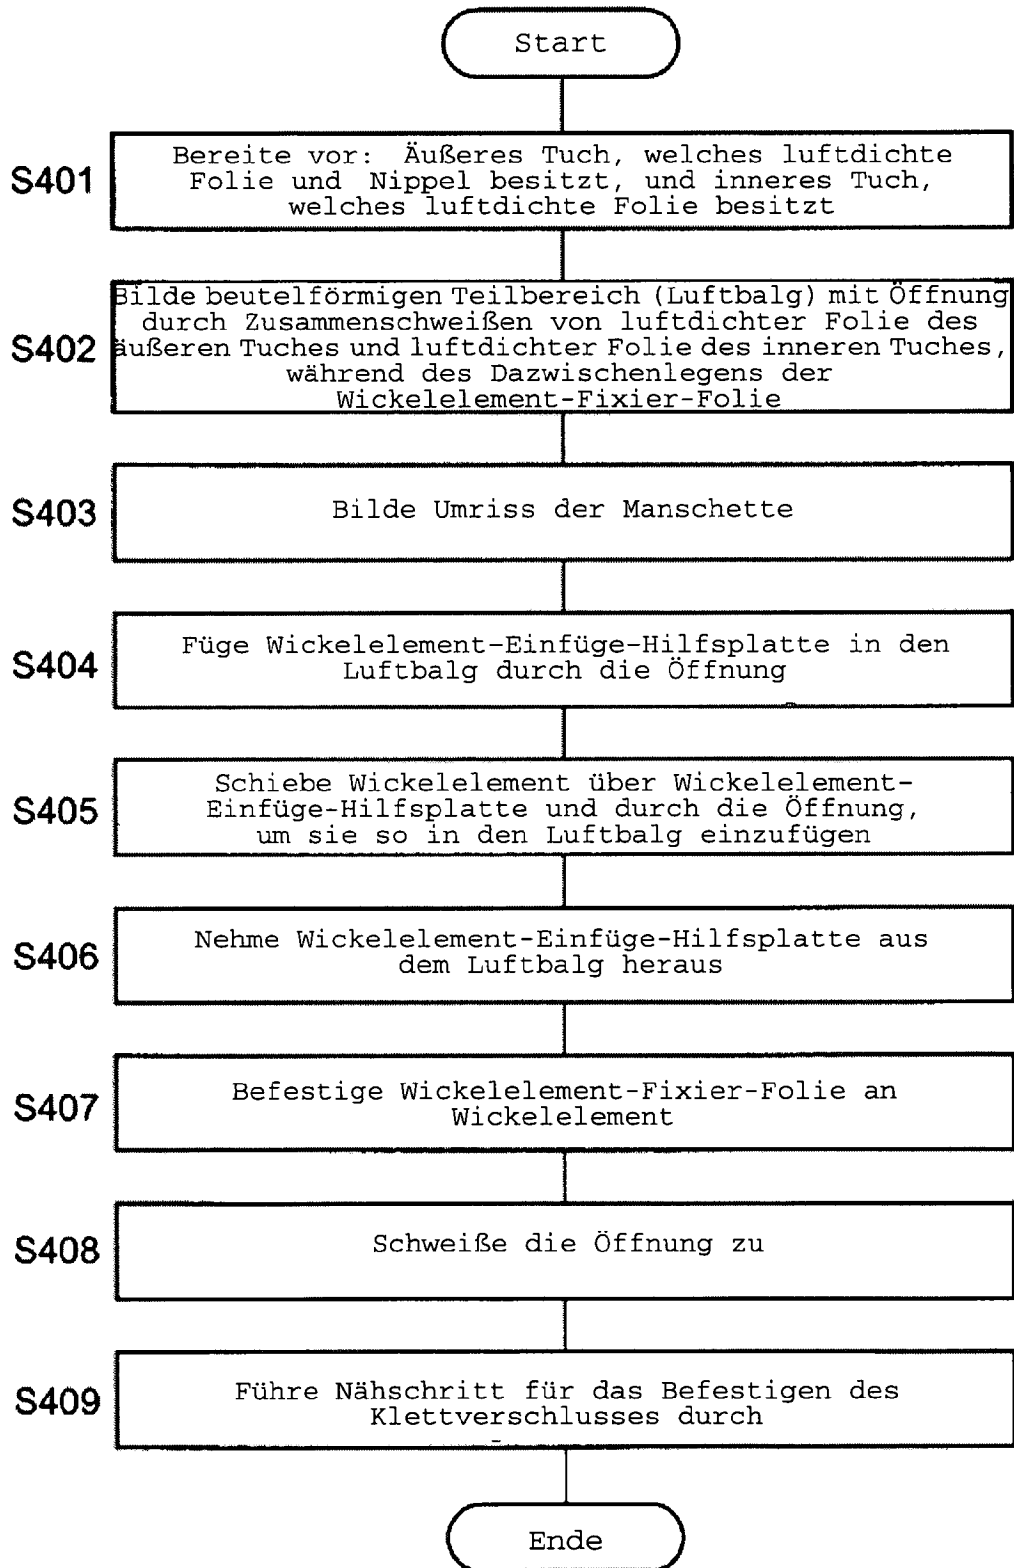 Start
S401
Bereite vor: Äußeres Tuch, welches luftdichte
Folie und Nippel besitzt, und inneres Tuch,
welches luftdichte Folie besitzt
S402
Bilde beutelförmigen Teilbereich (Luftbalg) mit Öffnung
durch Zusammenschweißen von luftdichter Folie des
äußeren Tuches und luftdichter Folie des inneren Tuches,
während des Dazwischenlegens der
Wickelelement-Fixier-Folie
S403
Bilde Umriss der Manschette
S404
Füge Wickelelement-Einfüge-Hilfsplatte in den
Luftbalg durch die Öffnung
S405
Schiebe Wickelelement über Wickelelement-
Einfüge-Hilfsplatte und durch die Öffnung,
um sie so in den Luftbalg einzufügen
S406
Nehme Wickelelement-Einfüge-Hilfsplatte aus
dem Luftbalg heraus
S407
Befestige Wickelelement-Fixier-Folie an
Wickelelement
S408
Schweiße die Öffnung zu
S409
Führe Nähschritt für das Befestigen des
Klettverschlusses durch
Ende